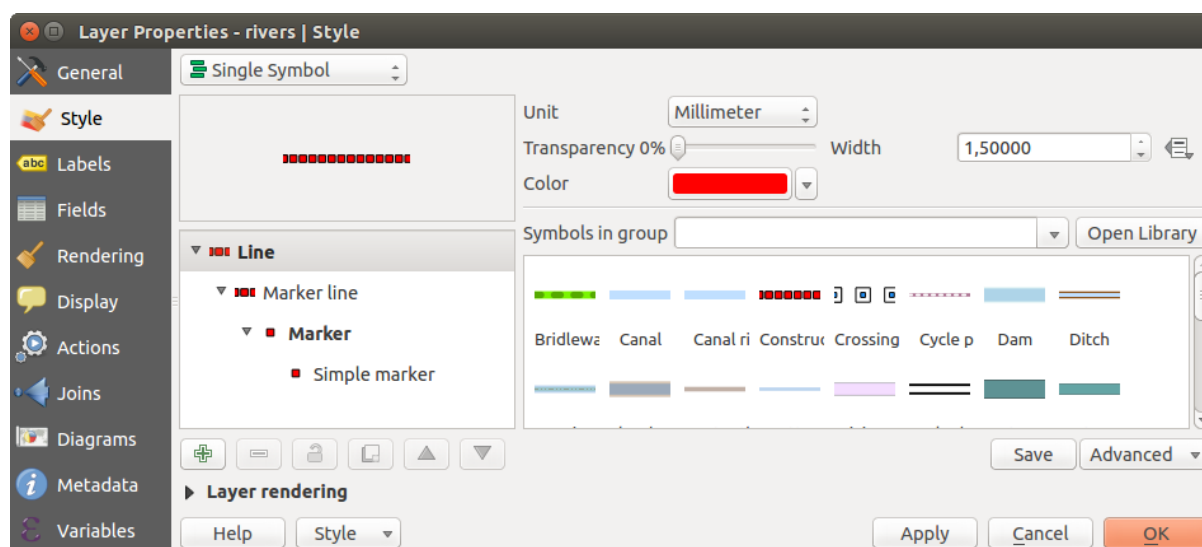 Layer Properties - rivers | Style
General
Style
abc Labels
Fields
Rendering
Display
Actions
Joins
Diagrams
Metadata
Variables
Single Symbol
Line
Marker line
Marker
Simple marker
Layer rendering
Unit Millimeter
Transparency 0% Width 1,50000
Color
Symbols in group Open Library
Bridlewa Canal Canal ri Construc Crossing Cycle p Dam Ditch
Save Advanced
Help Style Apply Cancel OK